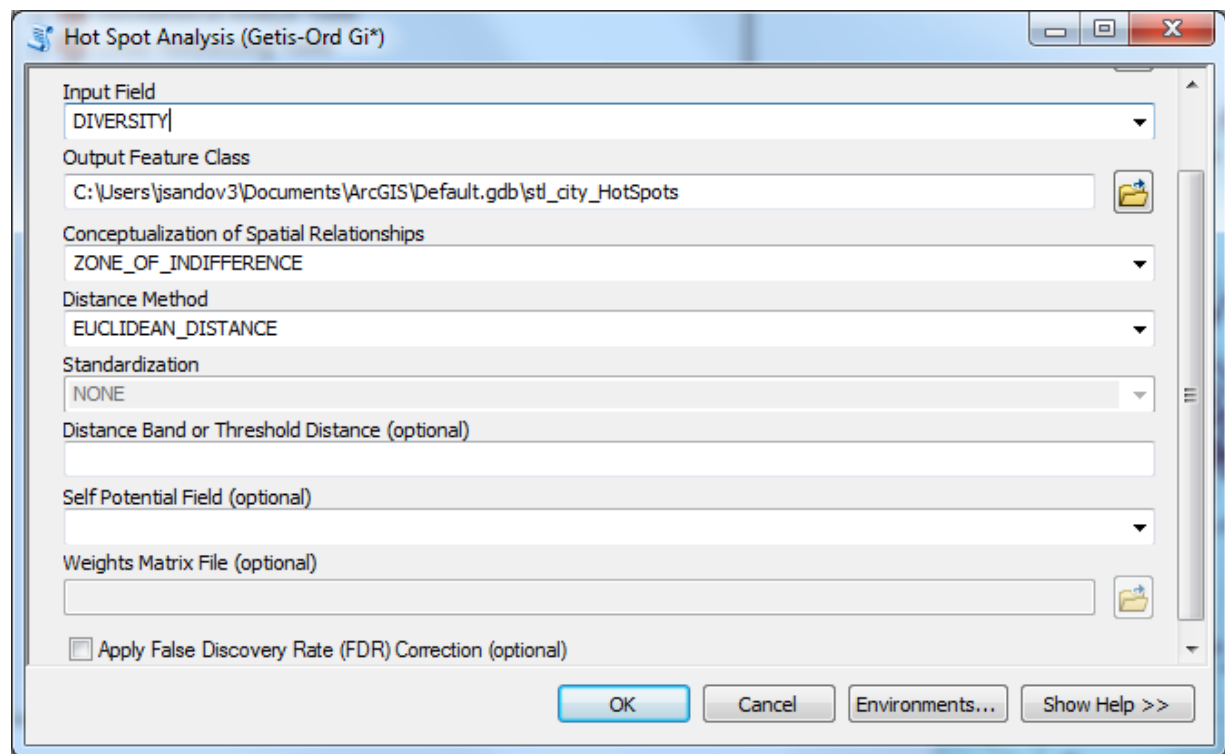 Hot Spot Analysis (Getis-Ord Gi*)
Input Field
DIVERSITY
Output Feature Class
C:\Users\jsandov3\Documents\ArcGIS\Default.gdb\stl_city_HotSpots
Conceptualization of Spatial Relationships
ZONE_OF_INDIFFERENCE
Distance Method
EUCLIDEAN_DISTANCE
Standardization
NONE
Distance Band or Threshold Distance (optional)
Self Potential Field (optional)
Weights Matrix File (optional)
Apply False Discovery Rate (FDR) Correction (optional)
OK Cancel Environments... Show Help >>